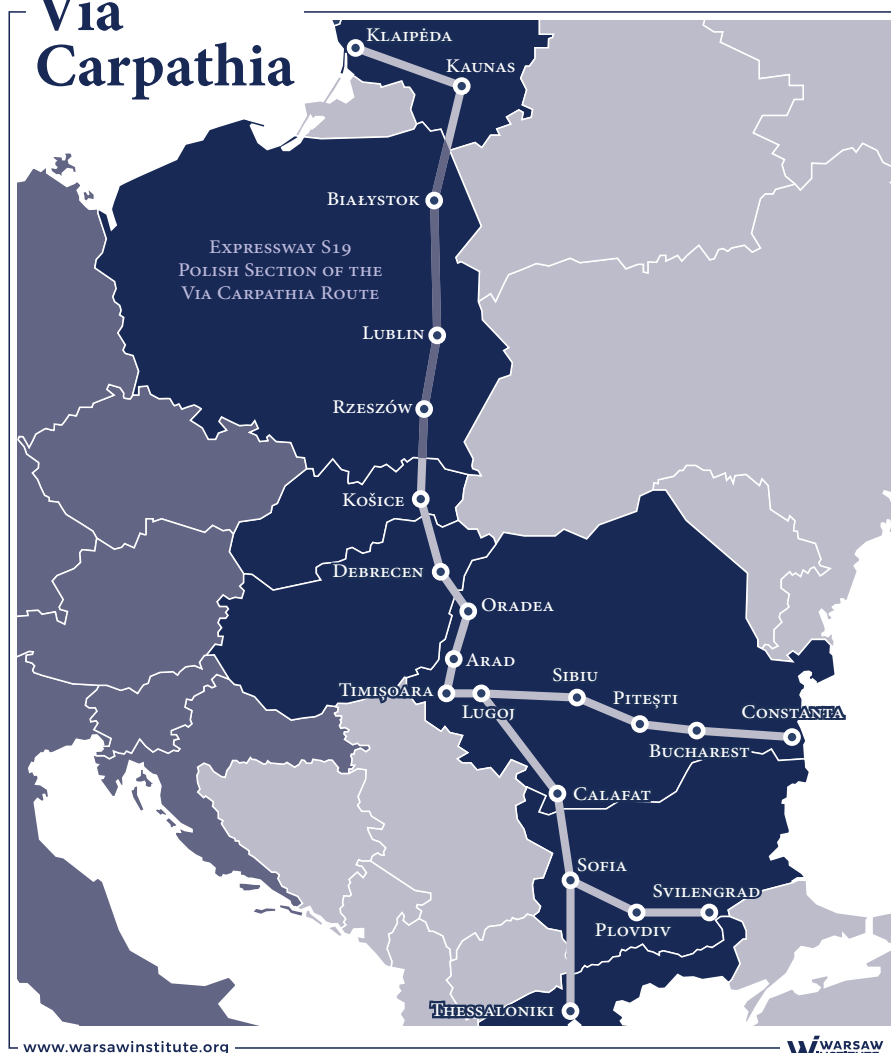 Via
Carpathia
Klaipėda
Kaunas
Białystok
Expressway S19
Polish Section of the
Via Carpathia Route
Lublin
Rzeszów
Košice
Debrecen
Oradea
Arad
Timișoara
Lugoj
Sibiu
Pitești
Constanta
Bucharest
Calafat
Sofia
Svilengrad
Plovdiv
Thessaloniki
www.warsawinstitute.org
WARSAW
INSTITUTE